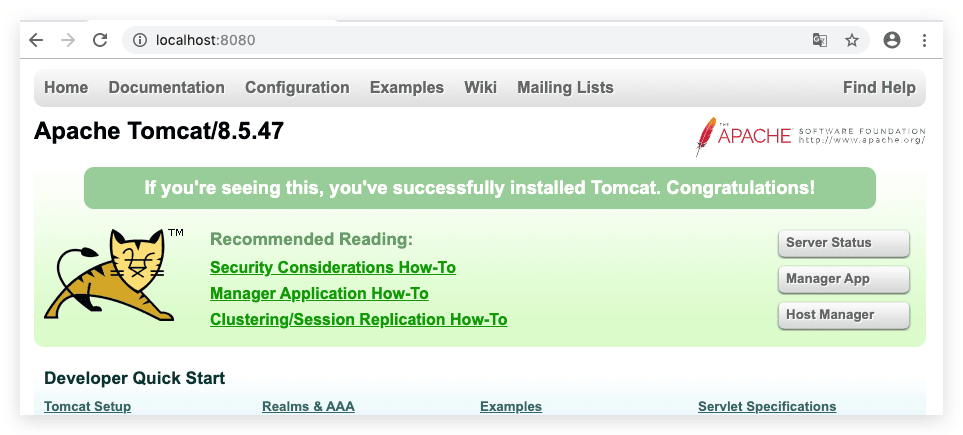 localhost:8080
Home Documentation Configuration Examples Wiki Mailing Lists Find Help
Apache Tomcat/8.5.47
THE APACHE™ SOFTWARE FOUNDATION
http://www.apache.org/
If you're seeing this, you've successfully installed Tomcat. Congratulations!
TM
Recommended Reading:
Security Considerations How-To
Manager Application How-To
Clustering/Session Replication How-To
Server Status
Manager App
Host Manager
Developer Quick Start
Tomcat Setup Realms & AAA Examples Servlet Specifications